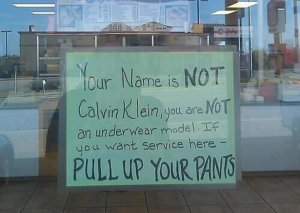 Your Name is NOT
Calvin Klein, you are NOT
an underwear model. If
you want service here -
PULL UP YOUR PANTS